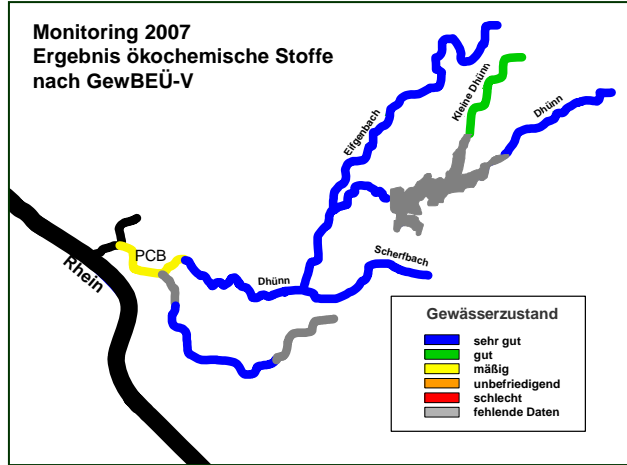 Monitoring 2007
Ergebnis ökochemische Stoffe
nach GewBEÜ-V
Eifgenbach
Kleine Dhünn
Dhünn
PCB
Rhein
Dhünn
Scherfbach
Gewässerzustand
sehr gut
gut
mäßig
unbefriedigend
schlecht
fehlende Daten